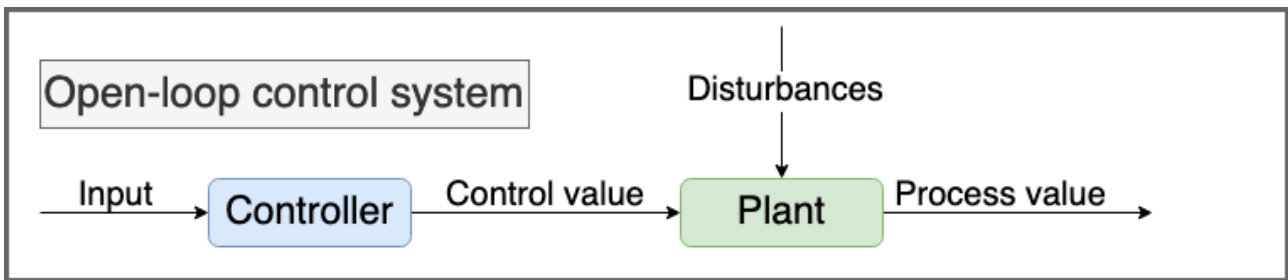 Open-loop control system
Disturbances
Input
Controller
Control value
Plant
Process value